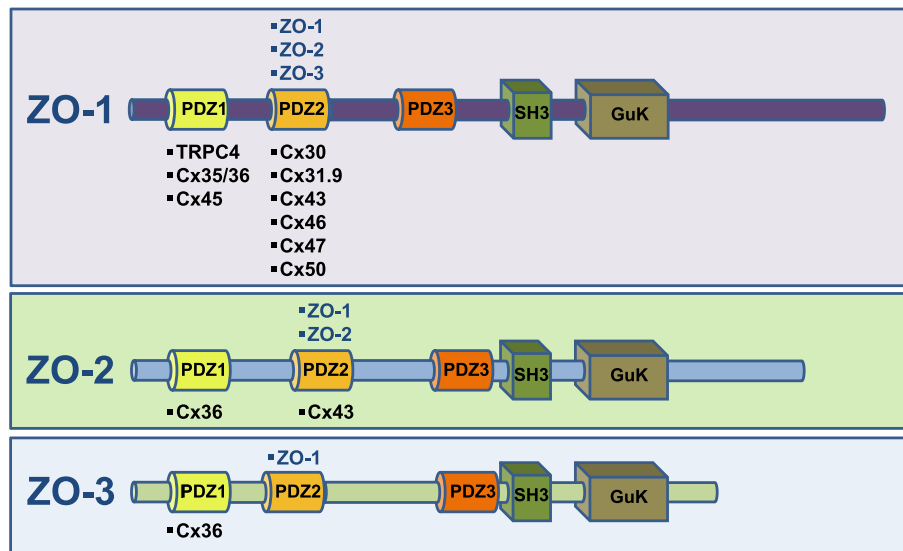 ▪ZO-1
▪ZO-2
▪ZO-3
ZO-1 PDZ1 PDZ2 PDZ3 SH3 GuK
▪TRPC4 ▪Cx30
▪Cx35/36 ▪Cx31.9
▪Cx45 ▪Cx43
▪Cx46
▪Cx47
▪Cx50
▪ZO-1
▪ZO-2
ZO-2 PDZ1 PDZ2 PDZ3 SH3 GuK
▪Cx36 ▪Cx43
▪ZO-1
ZO-3 PDZ1 PDZ2 PDZ3 SH3 GuK
▪Cx36